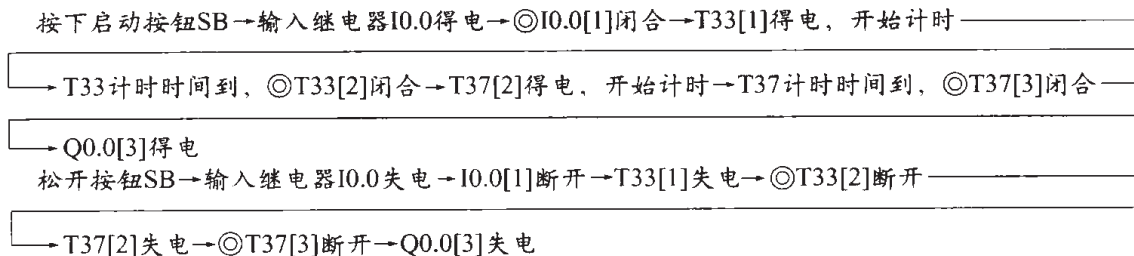 按下启动按钮SB→输入继电器I0.0得电→◎I0.0[1]闭合→T33[1]得电，开始计时
→T33计时时间到，◎T33[2]闭合→T37[2]得电，开始计时→T37计时时间到，◎T37[3]闭合
→Q0.0[3]得电
松开按钮SB→输入继电器I0.0失电→I0.0[1]断开→T33[1]失电→◎T33[2]断开
→T37[2]失电→◎T37[3]断开→Q0.0[3]失电